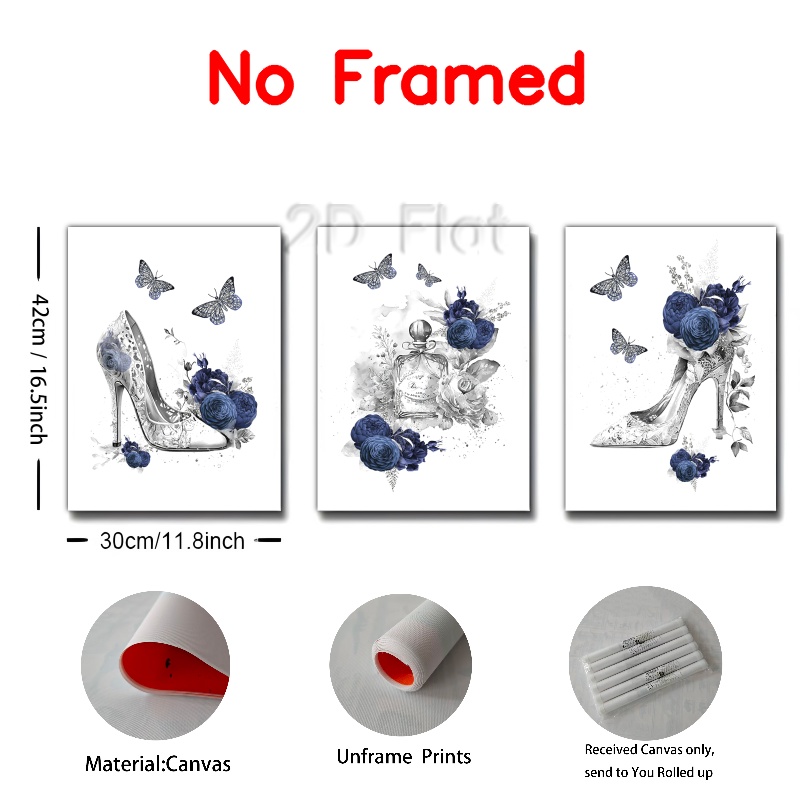 No Framed
2D Flat
42cm / 16.5inch
30cm/11.8inch
Material:Canvas
Unframe Prints
Received Canvas only,
send to You Rolled up